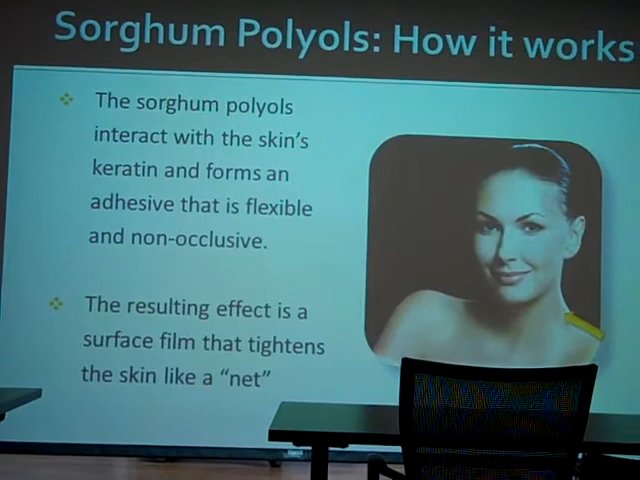 Sorghum Polyols: How it works
The sorghum polyols
interact with the skin's
keratin and forms an
adhesive that is flexible
and non-occlusive.
The resulting effect is a
surface film that tightens
the skin like a "net"